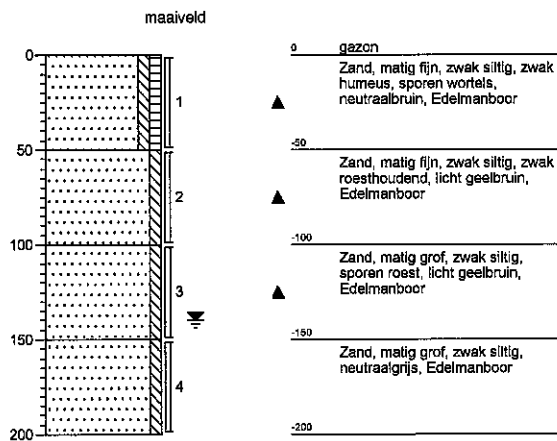 maaiveld
0
50
100
150
200
1
2
3
4
0
gazon
Zand, matig fijn, zwak siltig, zwak
humeus, sporen wortels,
neutraalbruin, Edelmanboor
-50
Zand, matig fijn, zwak siltig, zwak
roesthoudend, licht geelbruin,
Edelmanboor
-100
Zand, matig grof, zwak siltig,
sporen roest, licht geelbruin,
Edelmanboor
-150
Zand, matig grof, zwak siltig,
neutraalgrijs, Edelmanboor
-200